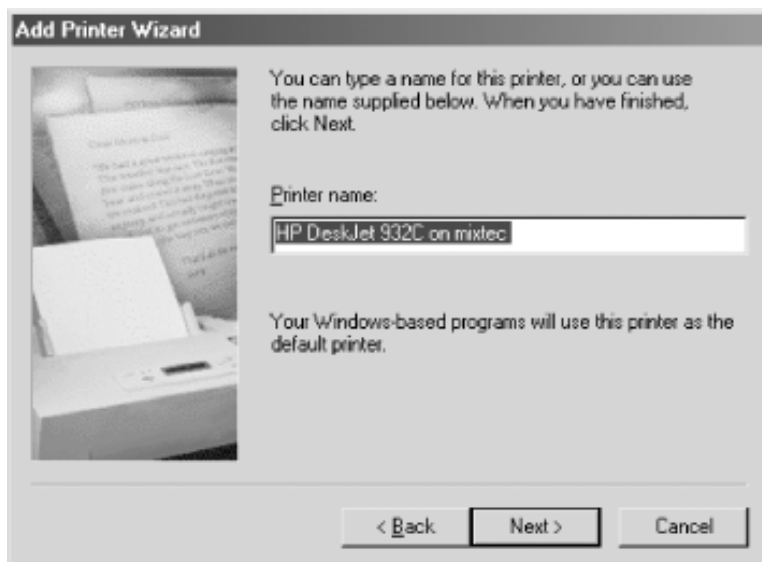 Add Printer Wizard
You can type a name for this printer, or you can use
the name supplied below. When you have finished,
click Next.
Printer name:
HP DeskJet 932C on mixtec
Your Windows-based programs will use this printer as the
default printer.
< Back
Next >
Cancel